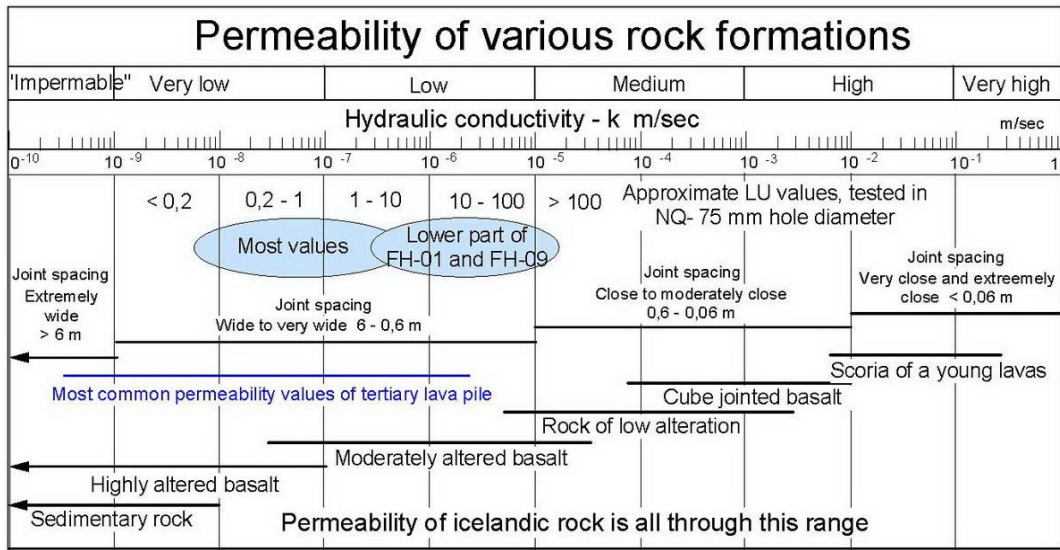 Permeability of various rock formations
"Impermable" Very low Low Medium High Very high
Hydraulic conductivity - k m/sec m/sec
0-10 10 -9 10 -8 10 -7 10 -6 10 -5 10 -4 10 -3 10 -2 10 -1 1
< 0,2 0,2 - 1 1 - 10 10 - 100 > 100
Approximate LU values, tested in
NQ- 75 mm hole diameter
Most values
Lower part of
FH-01 and FH-09
Joint spacing
Extremely
wide
> 6 m
Joint spacing
Wide to very wide 6 - 0,6 m
Joint spacing
Close to moderately close
0,6 - 0,06 m
Joint spacing
Very close and extreemely
close < 0,06 m
Most common permeability values of tertiary lava pile
Scoria of a young lavas
Cube jointed basalt
Rock of low alteration
Moderately altered basalt
Highly altered basalt
Sedimentary rock
Permeability of icelandic rock is all through this range